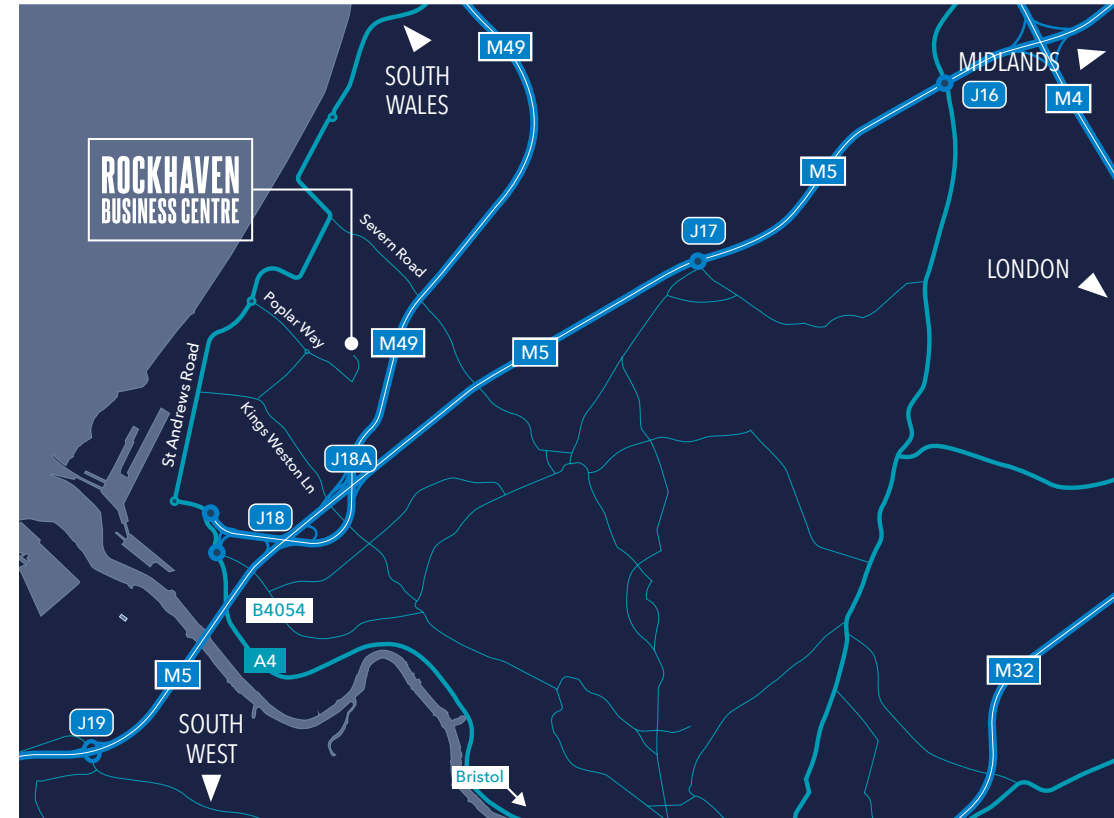 M49
SOUTH
WALES
MIDLANDS
J16
M4
ROCKHAVEN
BUSINESS CENTRE
M5
J17
Severn Road
LONDON
Poplar Way
M49
M5
St Andrews Road
Kings Weston Ln
J18A
J18
B4054
A4
M5
M32
J19
SOUTH
WEST
Bristol